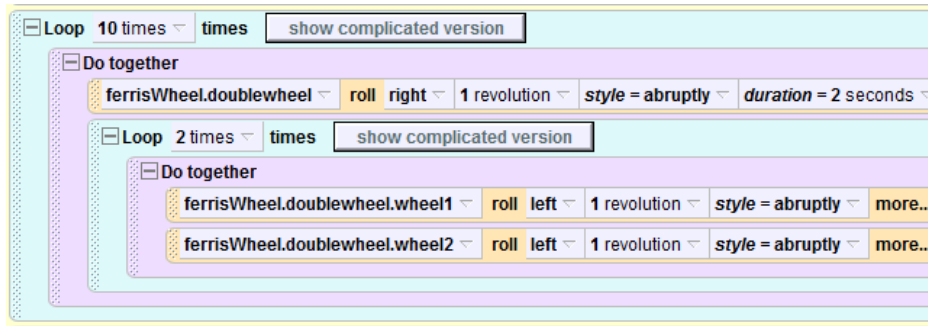 Loop 10 times times show complicated version
Do together
ferrisWheel.doublewheel roll right 1 revolution style = abruptly duration = 2 seconds
Loop 2 times times show complicated version
Do together
ferrisWheel.doublewheel.wheel1 roll left 1 revolution style = abruptly more..
ferrisWheel.doublewheel.wheel2 roll left 1 revolution style = abruptly more..